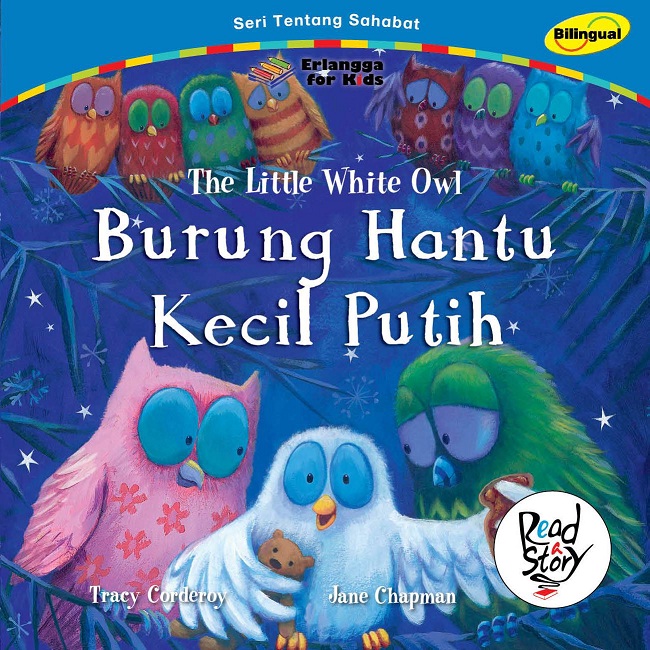 Seri Tentang Sahabat
Bilingual
Erlangga
for Kids
The Little White Owl
Burung Hantu
Kecil Putih
Read
a
Story
Tracy Corderoy
Jane Chapman